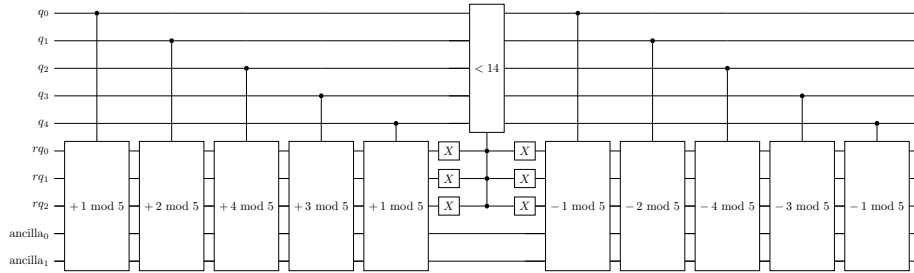 q₀
q₁
q₂
< 14
q₃
q₄
rq₀ X X
rq₁ X X
rq₂ + 1 mod 5 + 2 mod 5 + 4 mod 5 + 3 mod 5 + 1 mod 5 X X − 1 mod 5 − 2 mod 5 − 4 mod 5 − 3 mod 5 − 1 mod 5
ancilla₀
ancilla₁